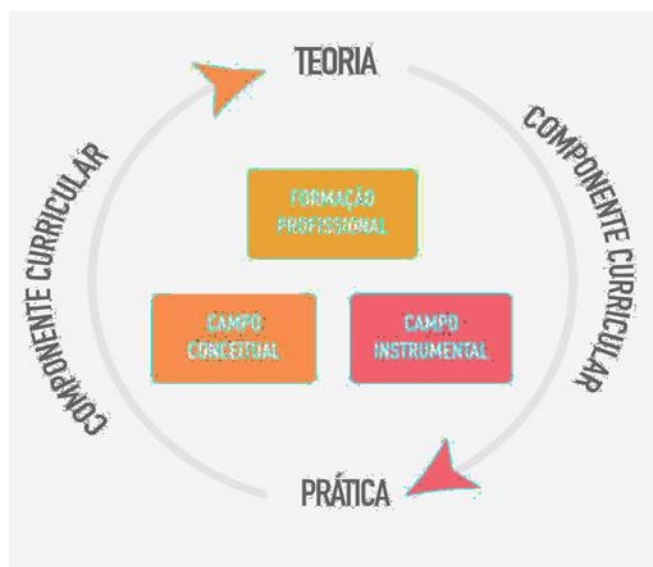 TEORIA
COMPONENTE CURRICULAR
COMPONENTE CURRICULAR
FORMAÇÃO
PROFISSIONAL
CAMPO
CONCEITUAL
CAMPO
INSTRUMENTAL
PRÁTICA